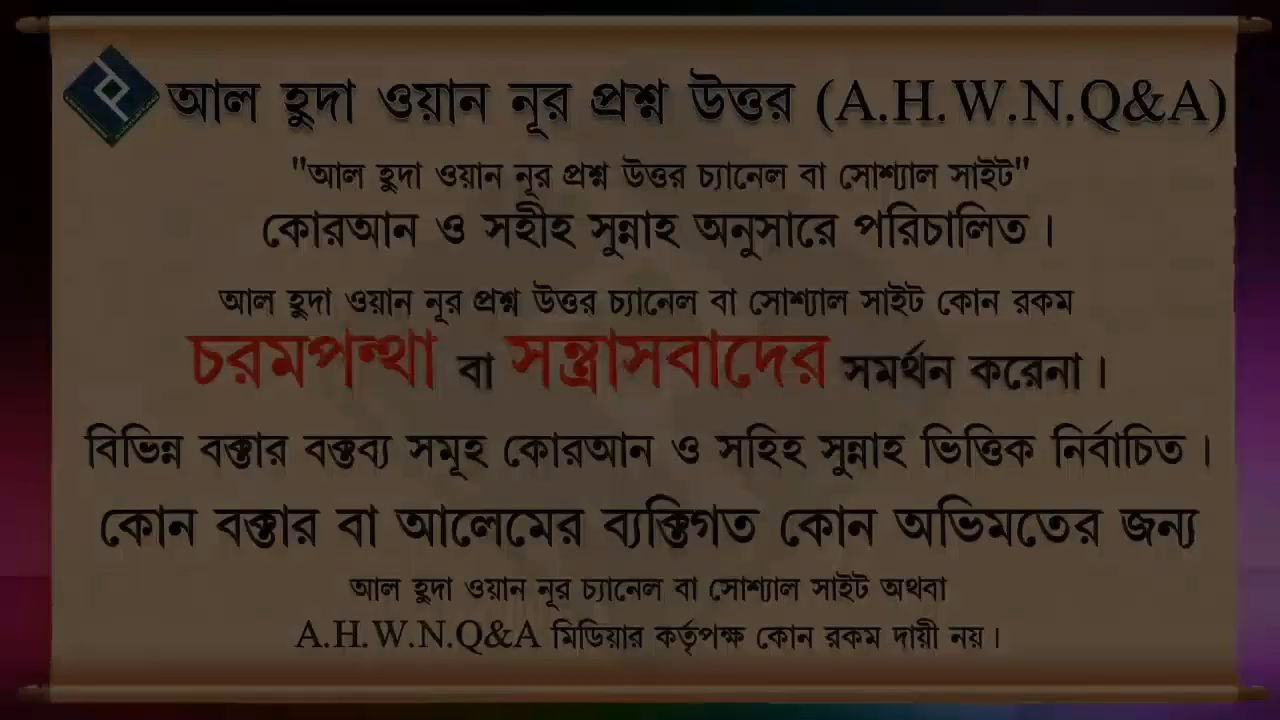 আল হুদা ওয়ান নূর প্রশ্ন উত্তর (A.H.W.N.Q&A)
"আল হুদা ওয়ান নূর প্রশ্ন উত্তর চ্যানেল বা সোশ্যাল সাইট"
কোরআন ও সহীহ সুন্নাহ অনুসারে পরিচালিত ।
আল হুদা ওয়ান নূর প্রশ্ন উত্তর চ্যানেল বা সোশ্যাল সাইট কোন রকম
চরমপন্থা বা সন্ত্রাসবাদের সমর্থন করেনা ।
বিভিন্ন বক্তার বক্তব্য সমূহ কোরআন ও সহিহ সুন্নাহ ভিত্তিক নির্বাচিত ।
কোন বক্তার বা আলেমের ব্যক্তিগত কোন অভিমতের জন্য
আল হুদা ওয়ান নূর চ্যানেল বা সোশ্যাল সাইট অথবা
A.H.W.N.Q&A মিডিয়ার কর্তৃপক্ষ কোন রকম দায়ী নয় ।